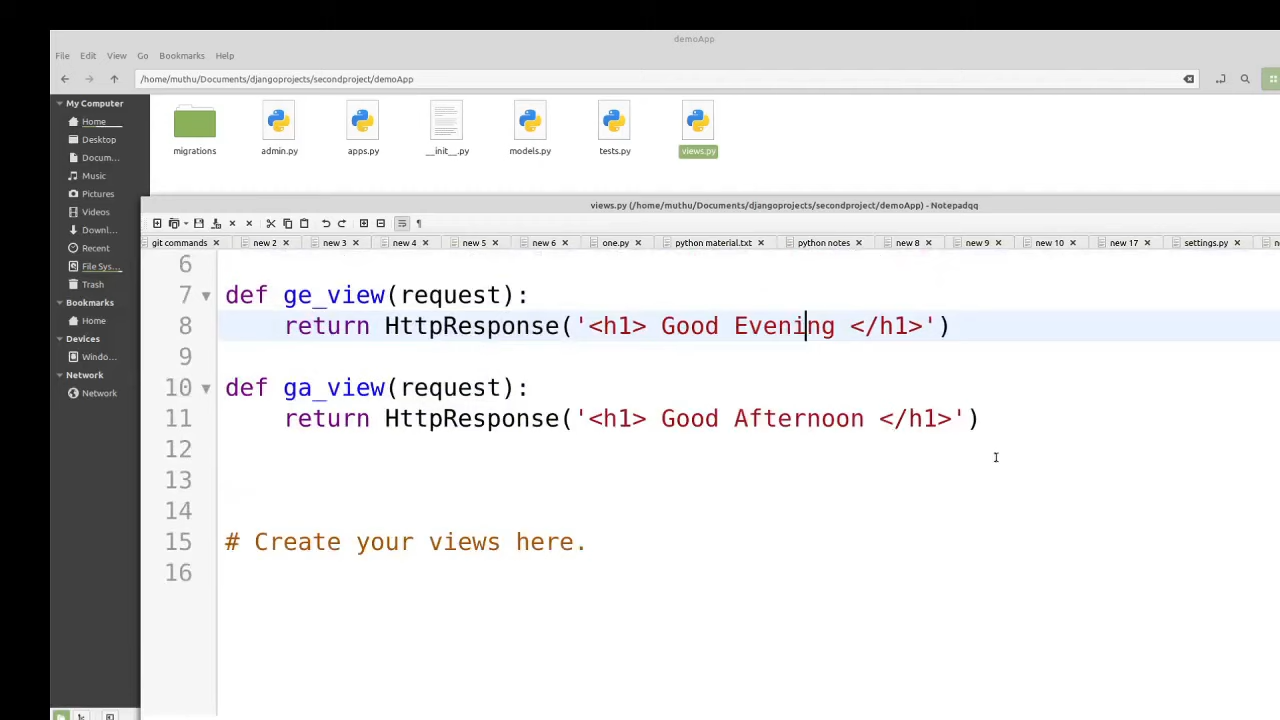 demoApp
File Edit View Go Bookmarks Help
/home/muthu/Documents/djangoprojects/secondproject/demoApp
My Computer
Home
Desktop
Docum...
Music
Pictures
Videos
Downl...
Recent
File Sys...
Trash
Bookmarks
Home
Devices
Windo...
Network
Network
migrations admin.py apps.py __init__.py models.py tests.py views.py
views.py (/home/muthu/Documents/djangoprojects/secondproject/demoApp) - Notepadqq
git commands new 2 new 3 new 4 new 5 new 6 one.py python material.txt python notes new 8 new 9 new 10 new 17 settings.py
6
7 def ge_view(request):
8 return HttpResponse('<h1> Good Evening </h1>')
9
10 def ga_view(request):
11 return HttpResponse('<h1> Good Afternoon </h1>')
12
13
14
15 # Create your views here.
16